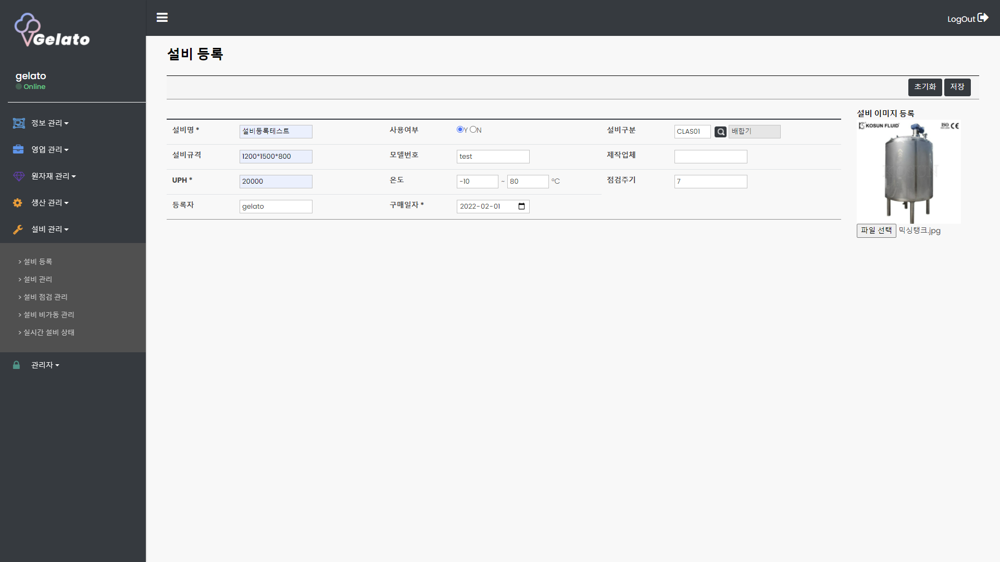 Gelato
LogOut
gelato
Online
정보 관리
영업 관리
원자재 관리
생산 관리
설비 관리
> 설비 등록
> 설비 관리
> 설비 점검 관리
> 설비 비가동 관리
> 실시간 설비 상태
관리자
설비 등록
초기화 저장
설비명 * 설비등록테스트 사용여부 Y N 설비구분 CLAS01 배합기
설비규격 1200*1500*800 모델번호 test 제작업체
UPH * 20000 온도 -10 ~ 80 °C 점검주기 7
등록자 gelato 구매일자 * 2022-02-01
설비 이미지 등록
KOSUN FLUID ISO CE
파일 선택 믹싱탱크.jpg